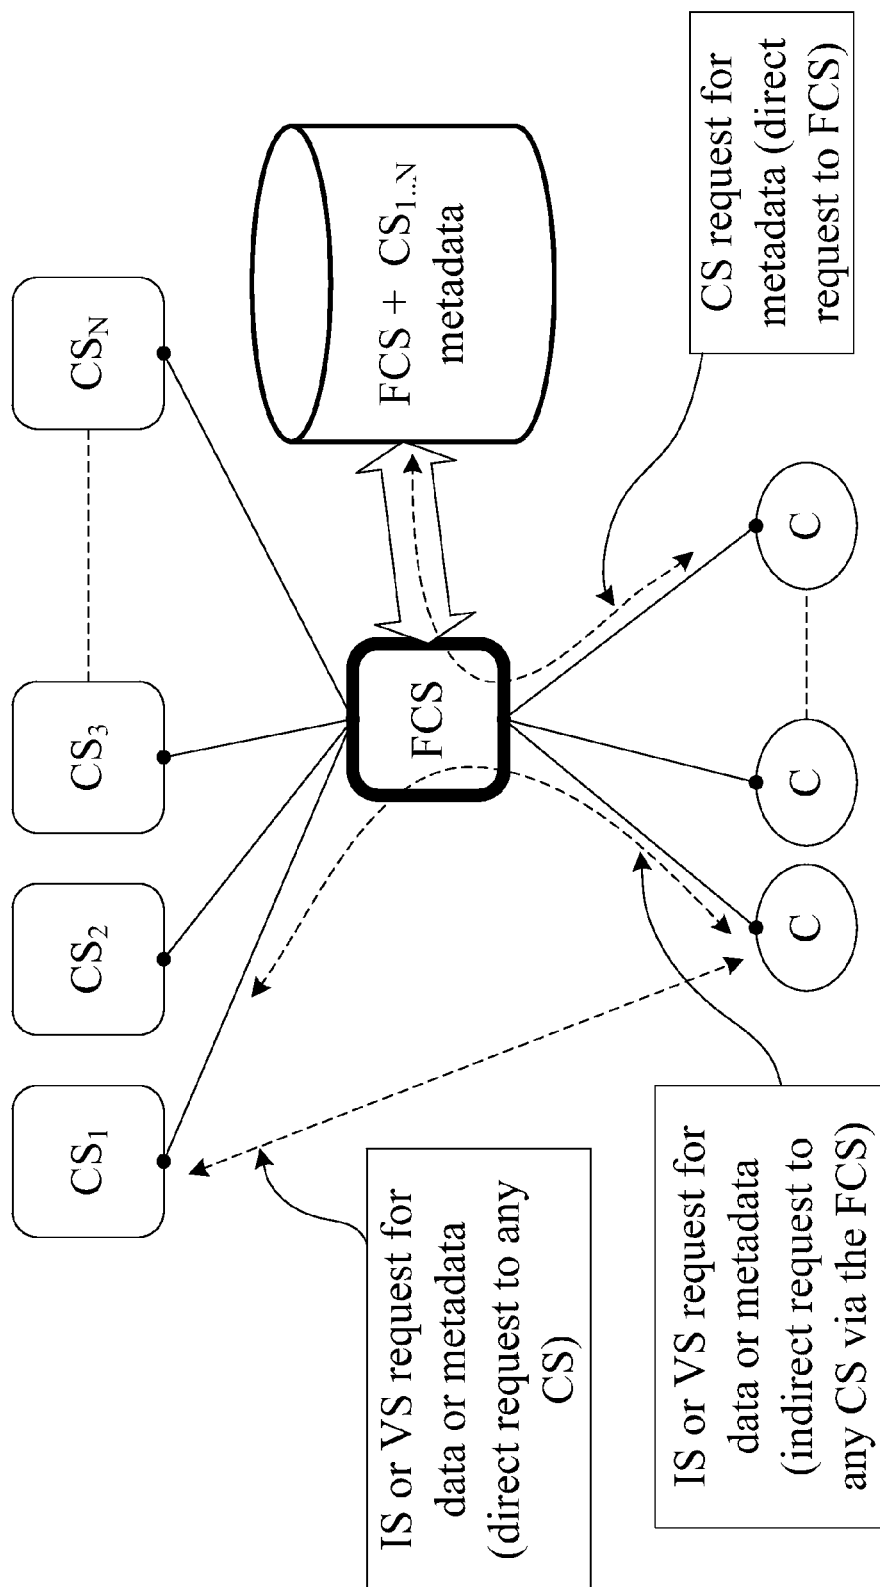 CS₁
CS₂
CS₃
CS_N
IS or VS request for
data or metadata
(direct request to any
CS)
FCS
FCS + CS₁..N
metadata
IS or VS request for
data or metadata
(indirect request to
any CS via the FCS)
C
C
C
CS request for
metadata (direct
request to FCS)